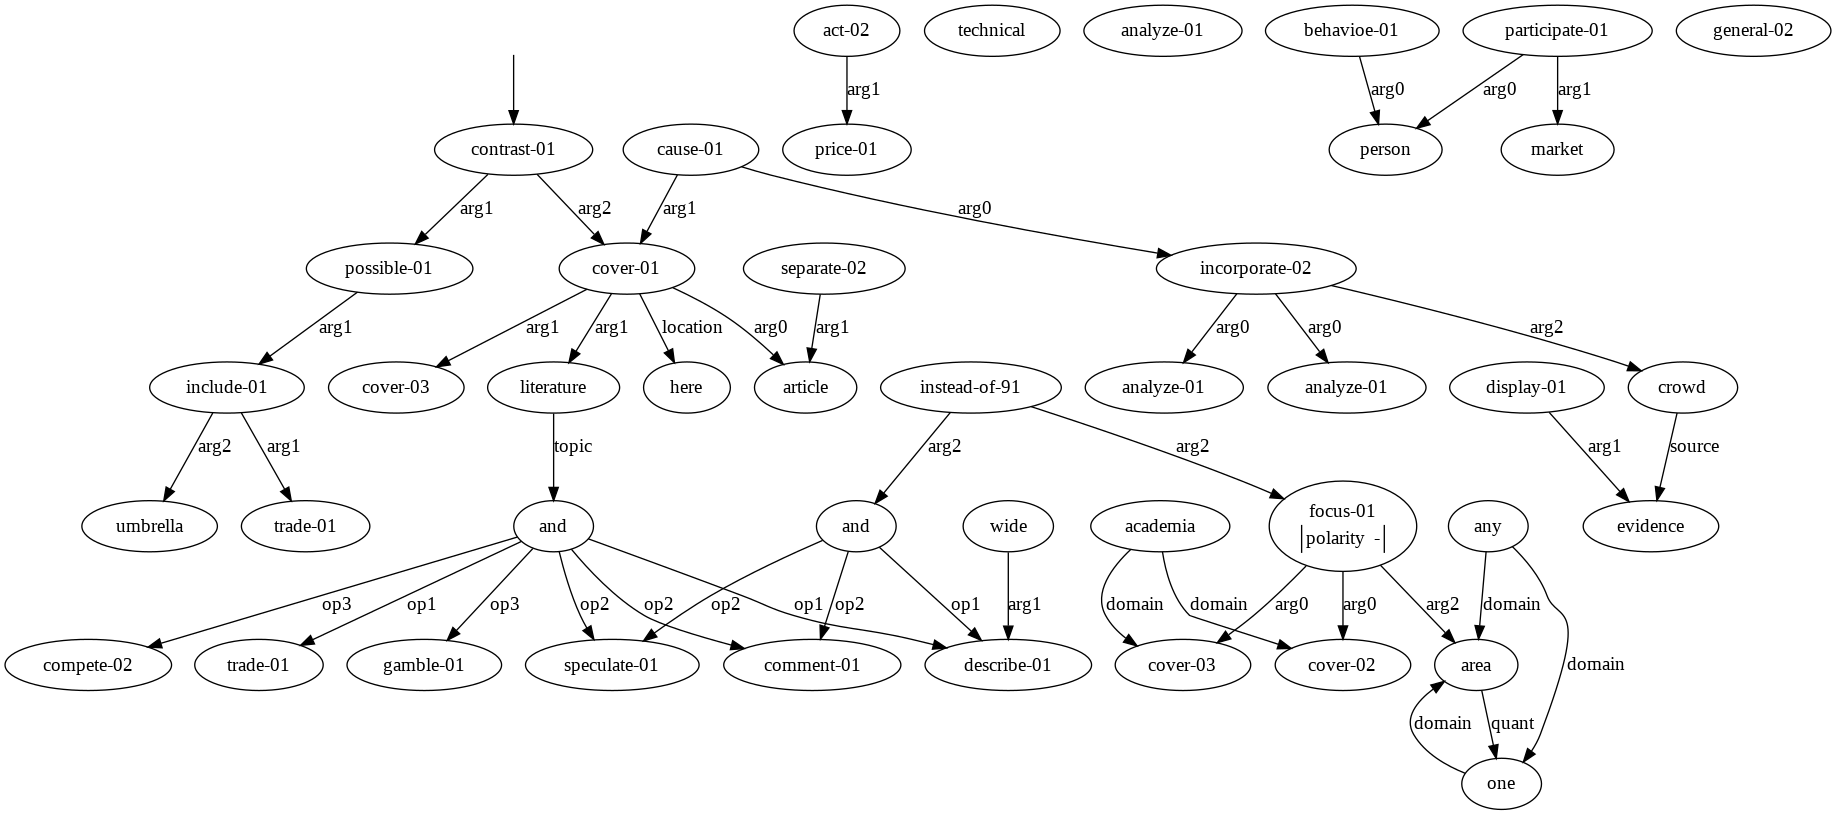 act-02 technical analyze-01 behavioe-01 participate-01 general-02
arg1 arg0 arg0 arg1
contrast-01 cause-01 price-01 person market
arg1 arg2 arg1 arg0
possible-01 cover-01 separate-02 incorporate-02
arg1 arg1 arg1 location arg0 arg1 arg0 arg0 arg2
include-01 cover-03 literature here article instead-of-91 analyze-01 analyze-01 display-01 crowd
arg2 arg1 topic arg2 arg2 arg1 source
umbrella trade-01 and and wide academia focus-01 any evidence
polarity -
op3 op1 op3 op2 op2 op2 op1 op2 op1 arg1 domain domain arg0 arg0 arg2 domain
compete-02 trade-01 gamble-01 speculate-01 comment-01 describe-01 cover-03 cover-02 area domain
domain quant
one